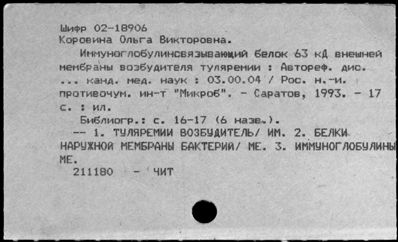 Шифр 02-18906
Коровина Ольга Викторовна.
Иммуноглобулинсвязывающий белок 63 кД внешней
мембраны возбудителя туляремии : Автореф. дис.
... канд. мед. наук : 03.00.04 / Рос. н.-и.
противочум. ин-т "Микроб". - Саратов, 1993. - 17
с. : ил.
Библиогр.: с. 16-17 (6 назв.).
-- 1. ТУЛЯРЕМИИ ВОЗБУДИТЕЛЬ/ ИМ. 2. БЕЛКИ
НАРУЖНОЙ МЕМБРАНЫ БАКТЕРИЙ/ МЕ. 3. ИММУНОГЛОБУЛИНЫ
МЕ.
211180 - ЧИТ